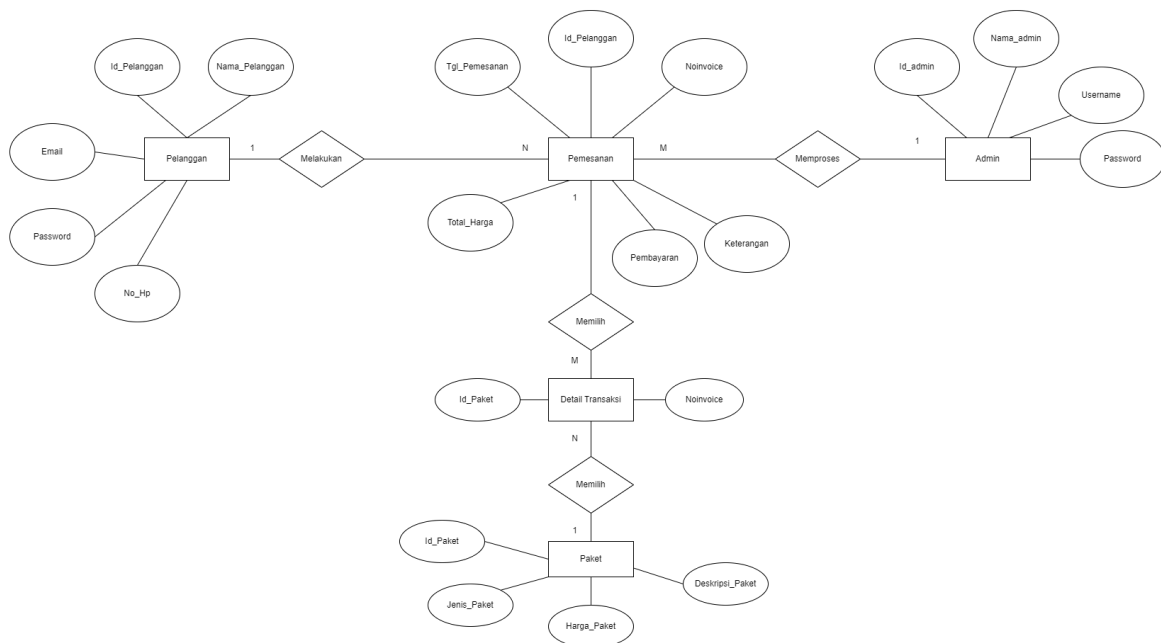 Id_Pelanggan
Nama_Admin
Id_Pelanggan
Nama_Pelanggan
Tgl_Pemesanan
Noinvoice
Id_admin
Username
Email
Pelanggan
1
Melakukan
N
Pemesanan
M
Memproses
1
Admin
Password
1
Password
Total_Harga
Keterangan
Pembayaran
No_Hp
Memilih
M
Id_Paket
Detail Transaksi
Noinvoice
N
Memilih
1
Id_Paket
Paket
Deskripsi_Paket
Jenis_Paket
Harga_Paket